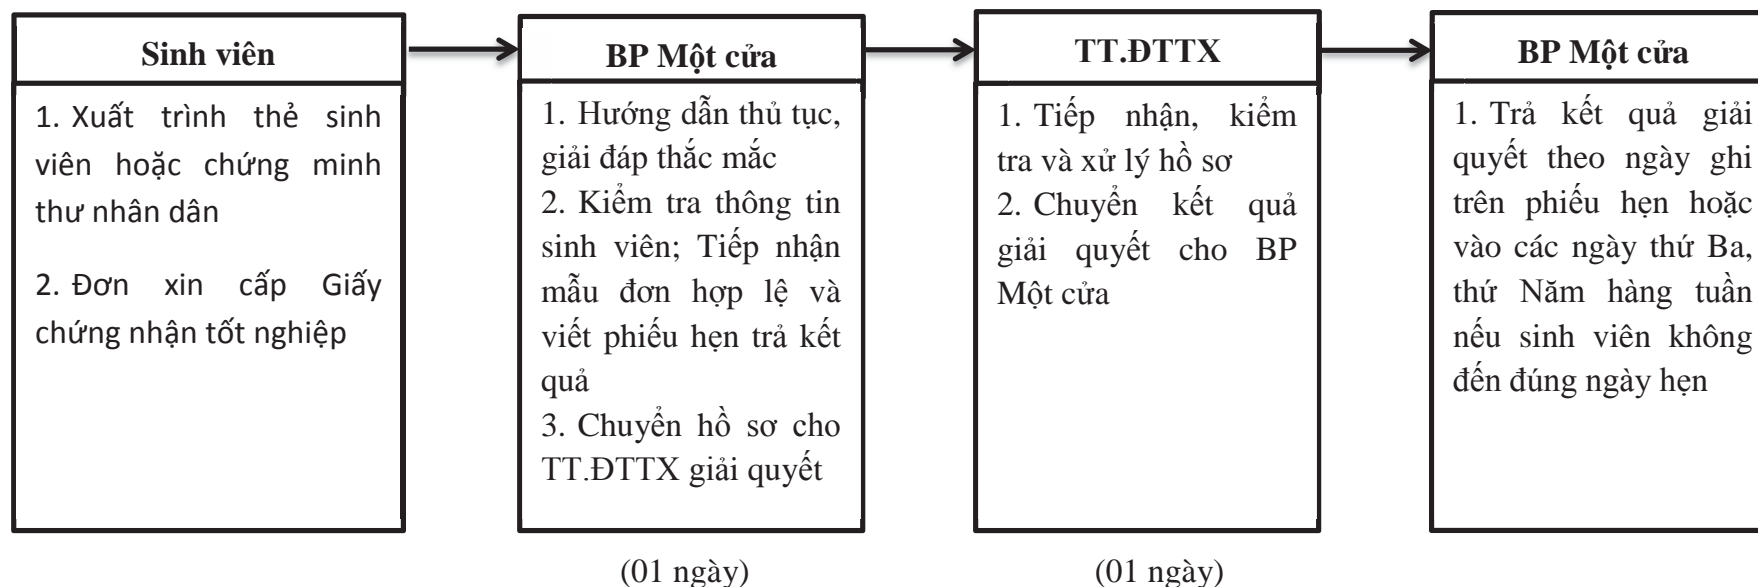 Sinh viên
1. Xuất trình thẻ sinh
viên hoặc chứng minh
thư nhân dân
2. Đơn xin cấp Giấy
chứng nhận tốt nghiệp
BP Một cửa
1. Hướng dẫn thủ tục,
giải đáp thắc mắc
2. Kiểm tra thông tin
sinh viên; Tiếp nhận
mẫu đơn hợp lệ và
viết phiếu hẹn trả kết
quả
3. Chuyển hồ sơ cho
TT.ĐTTX giải quyết
(01 ngày)
TT.ĐTTX
1. Tiếp nhận, kiểm
tra và xử lý hồ sơ
2. Chuyển kết quả
giải quyết cho BP
Một cửa
(01 ngày)
BP Một cửa
1. Trả kết quả giải
quyết theo ngày ghi
trên phiếu hẹn hoặc
vào các ngày thứ Ba,
thứ Năm hàng tuần
nếu sinh viên không
đến đúng ngày hẹn